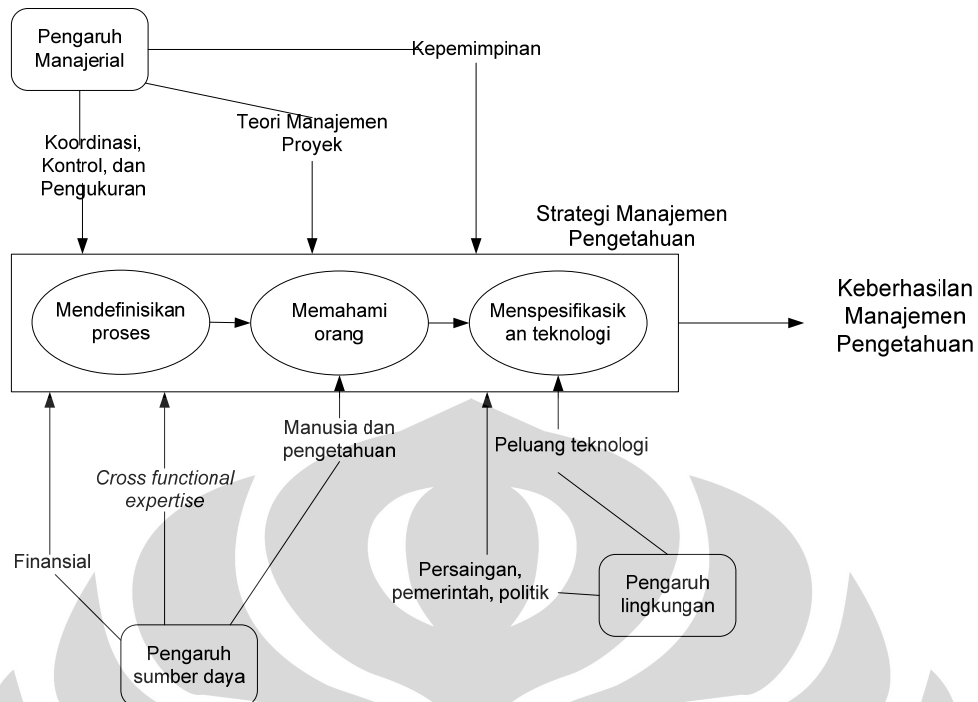 Pengaruh
Manajerial
Kepemimpinan
Teori Manajemen
Proyek
Koordinasi,
Kontrol, dan
Pengukuran
Strategi Manajemen
Pengetahuan
Mendefinisikan
proses
Memahami
orang
Menspesifikasik
an teknologi
Keberhasilan
Manajemen
Pengetahuan
Manusia dan
pengetahuan
Peluang teknologi
Cross functional
expertise
Finansial
Persaingan,
pemerintah, politik
Pengaruh
lingkungan
Pengaruh
sumber daya